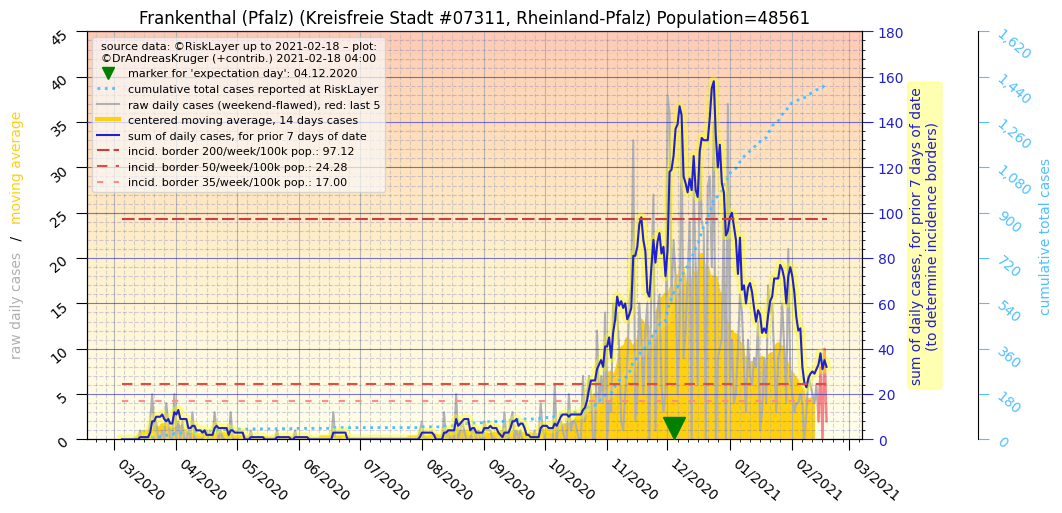 Frankenthal (Pfalz) (Kreisfreie Stadt #07311, Rheinland-Pfalz) Population=48561
source data: ©RiskLayer up to 2021-02-18 – plot:
©DrAndreasKruger (+contrib.) 2021-02-18 04:00
marker for 'expectation day': 04.12.2020
cumulative total cases reported at RiskLayer
raw daily cases (weekend-flawed), red: last 5
centered moving average, 14 days cases
sum of daily cases, for prior 7 days of date
incid. border 200/week/100k pop.: 97.12
incid. border 50/week/100k pop.: 24.28
incid. border 35/week/100k pop.: 17.00
raw daily cases / moving average
45
40
35
30
25
20
15
10
5
0
03/2020
04/2020
05/2020
06/2020
07/2020
08/2020
09/2020
10/2020
11/2020
12/2020
01/2021
02/2021
03/2021
180
160
140
120
100
80
60
40
20
0
sum of daily cases, for prior 7 days of date
(to determine incidence borders)
1,620
1,440
1,260
1,080
900
720
540
360
180
0
cumulative total cases